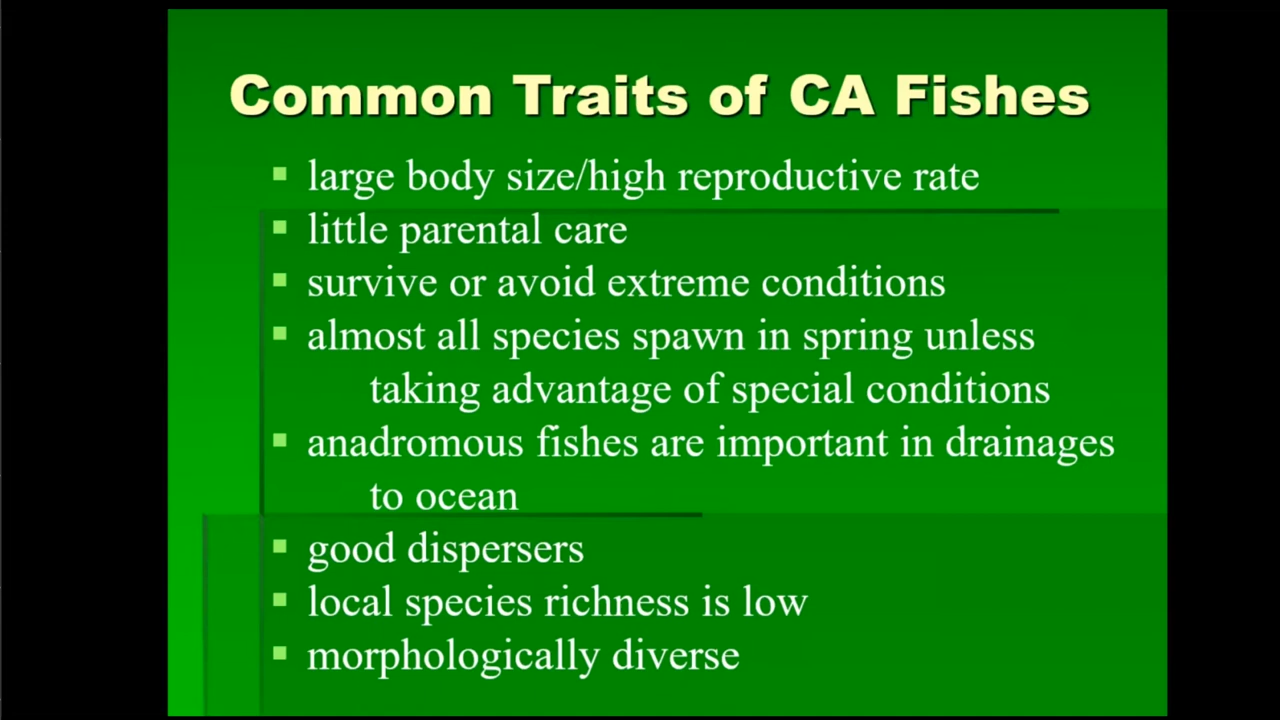 Common Traits of CA Fishes
large body size/high reproductive rate
little parental care
survive or avoid extreme conditions
almost all species spawn in spring unless
taking advantage of special conditions
anadromous fishes are important in drainages
to ocean
good dispersers
local species richness is low
morphologically diverse